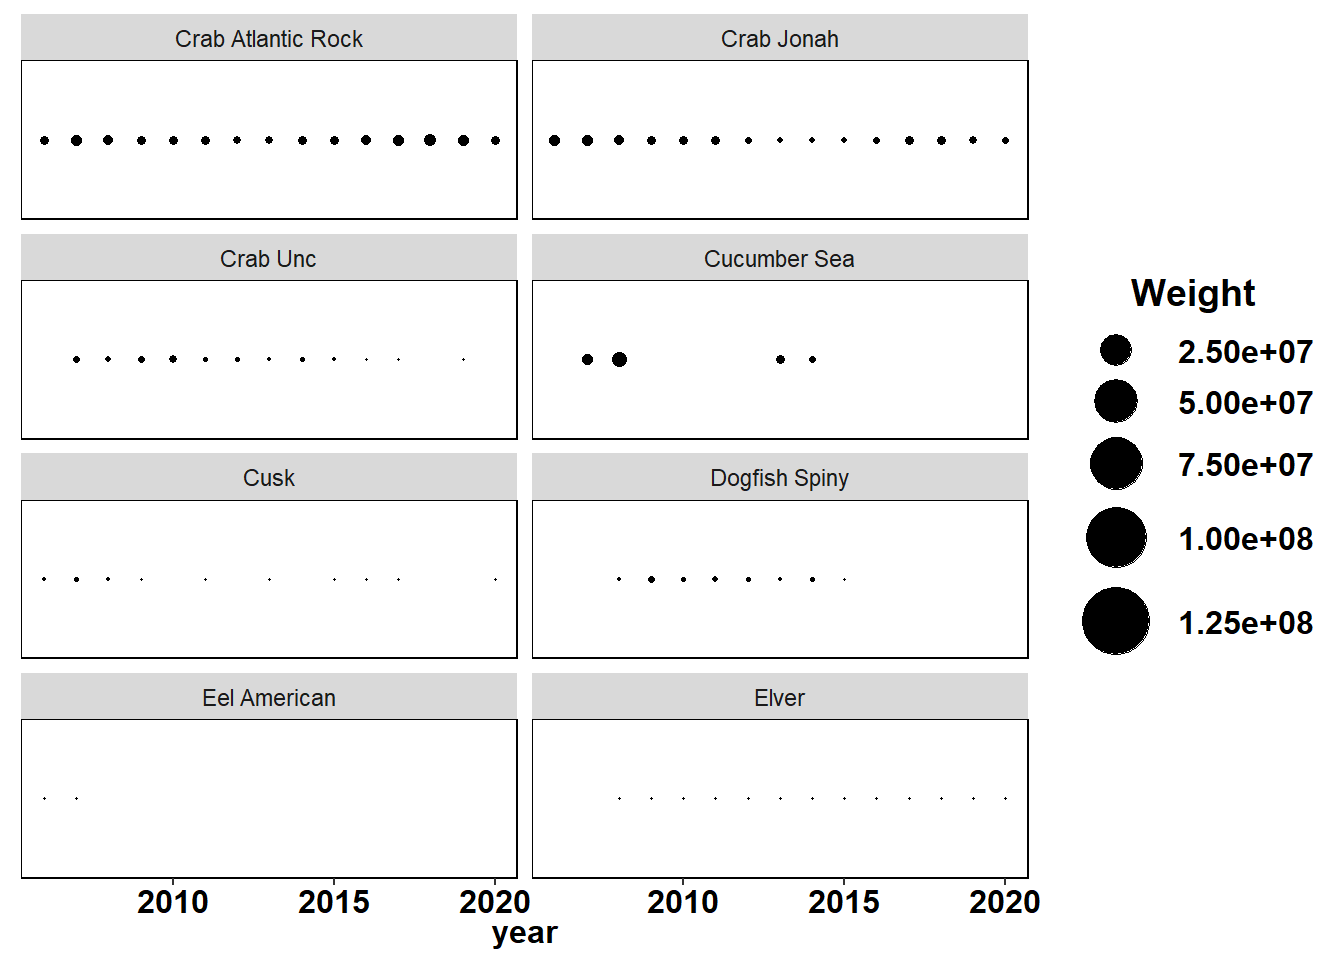 Crab Atlantic Rock
Crab Jonah
Crab Unc
Cucumber Sea
Cusk
Dogfish Spiny
Eel American
Elver
2010 2015 2020
2010 2015 2020
year
Weight
2.50e+07
5.00e+07
7.50e+07
1.00e+08
1.25e+08